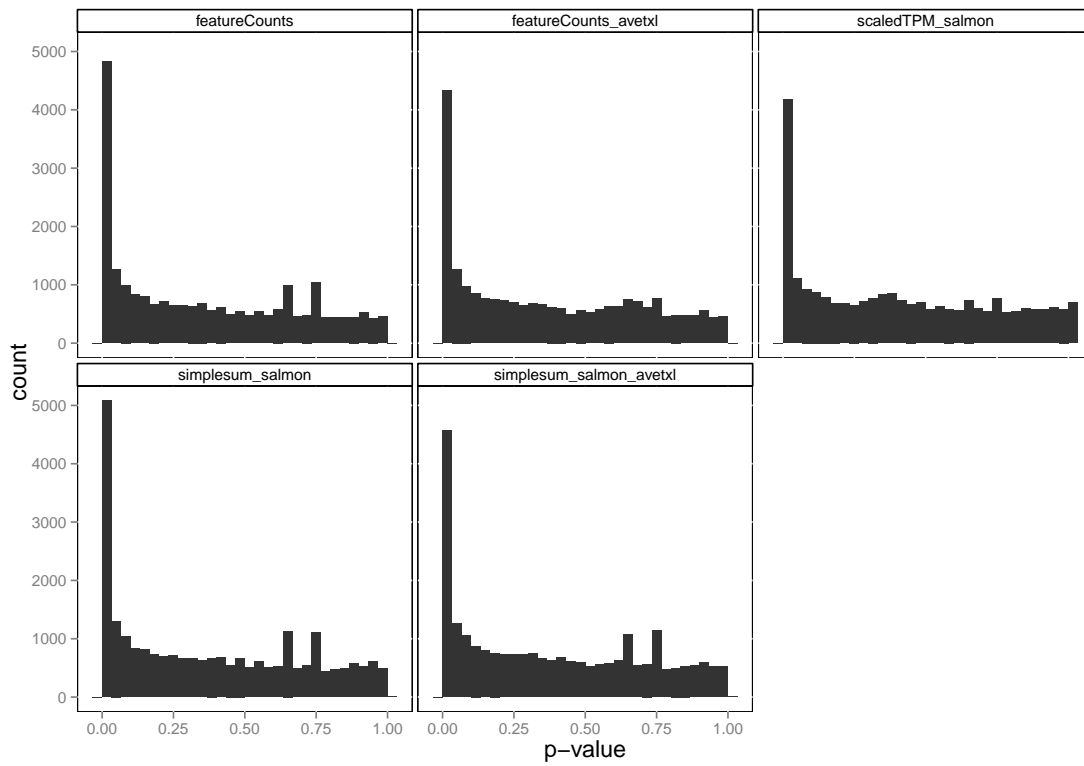 featureCounts
featureCounts_avetxl
scaledTPM_salmon
5000
4000
3000
2000
1000
0
count
simplesum_salmon
simplesum_salmon_avetxl
5000
4000
3000
2000
1000
0
0.00 0.25 0.50 0.75 1.00
0.00 0.25 0.50 0.75 1.00
p−value